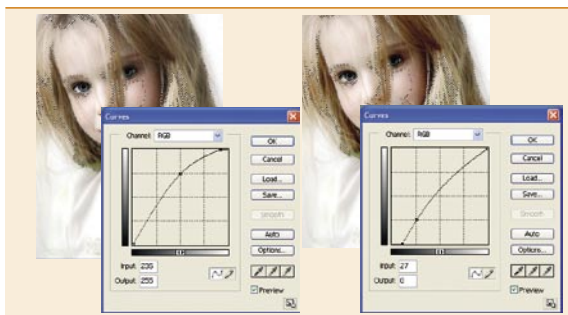 Curves
Channel: RGB
OK
Cancel
Load...
Save...
Smooth
Auto
Options...
Input: 235
Output: 255
Preview
Curves
Channel: RGB
OK
Cancel
Load...
Save...
Smooth
Auto
Options...
Input: 27
Output: 0
Preview